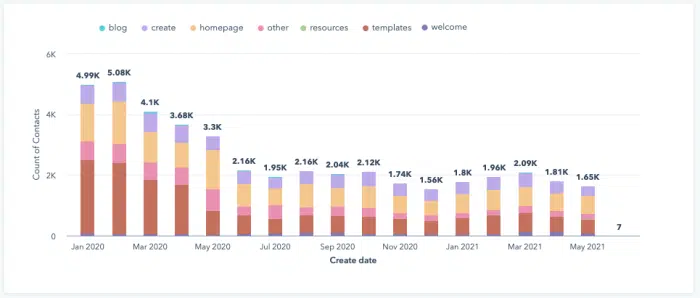 blog create homepage other resources templates welcome
6K
4.99K 5.08K 4.1K 3.68K 3.3K 2.16K 1.95K 2.16K 2.04K 2.12K 1.74K 1.56K 1.8K 1.96K 2.09K 1.81K 1.65K 7
Count of Contacts
4K
2K
0
Jan 2020 Mar 2020 May 2020 Jul 2020 Sep 2020 Nov 2020 Jan 2021 Mar 2021 May 2021
Create date